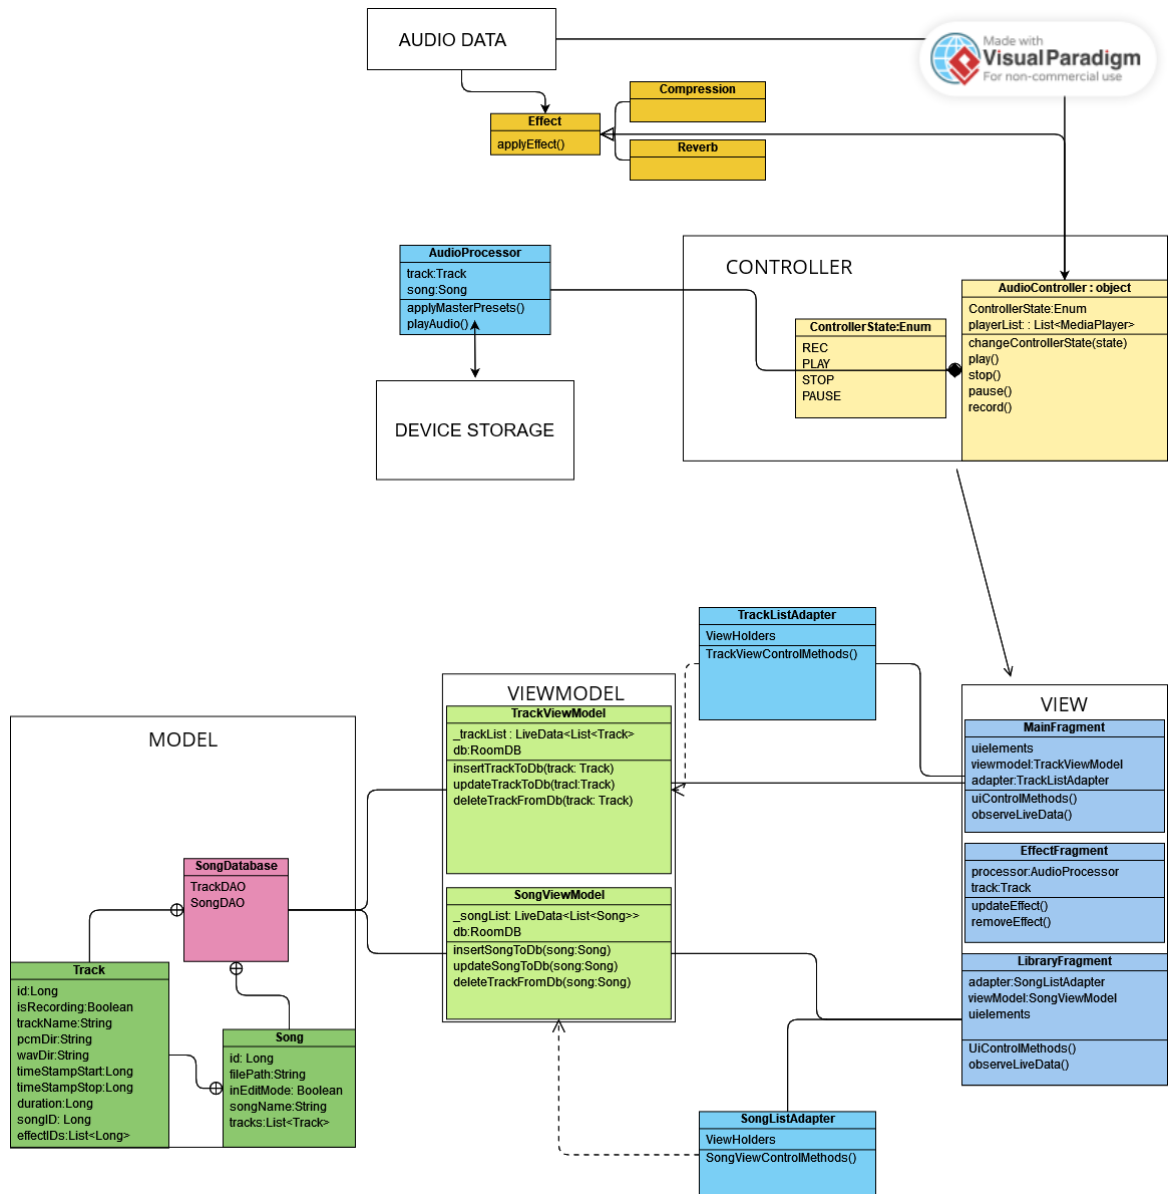 AUDIO DATA
Made with
Visual Paradigm
For non-commercial use
Compression
Effect
applyEffect()
Reverb
AudioProcessor
track:Track
song:Song
applyMasterPresets()
playAudio()
CONTROLLER
AudioController : object
ControllerState:Enum
playerList: : List<MediaPlayer>
changeControllerState(state)
play()
stop()
pause()
record()
ControllerState:Enum
REC
PLAY
STOP
PAUSE
DEVICE STORAGE
TrackListAdapter
ViewHolders
TrackViewControlMethods()
VIEWMODEL
TrackViewModel
_trackList : LiveData<List<Track>
db:RoomDB
insertTrackToDb(track: Track)
updateTrackToDb(tracl:Track)
deleteTrackFromDb(track: Track)
SongViewModel
_songList: LiveData<List<Song>>
db:RoomDB
insertSongToDb(song:Song)
updateSongToDb(song:Song)
deleteTrackFromDb(song:Song)
VIEW
MainFragment
uielements
viewmodel:TrackViewModel
adapter:TrackListAdapter
uiControlMethods()
observeLiveData()
EffectFragment
processor:AudioProcessor
track:Track
updateEffect()
removeEffect()
LibraryFragment
adapter:SongListAdapter
viewModel:SongViewModel
uielements
UiControlMethods()
observeLiveData()
MODEL
SongDatabase
TrackDAO
SongDAO
Track
id:Long
isRecording:Boolean
trackName:String
pcmDir:String
wavDir:String
timeStampStart:Long
timeStampStop:Long
duration:Long
songID: Long
effectIDs:List<Long>
Song
id: Long
filePath:String
inEditMode: Boolean
songName:String
tracks:List<Track>
SongListAdapter
ViewHolders
SongViewControlMethods()